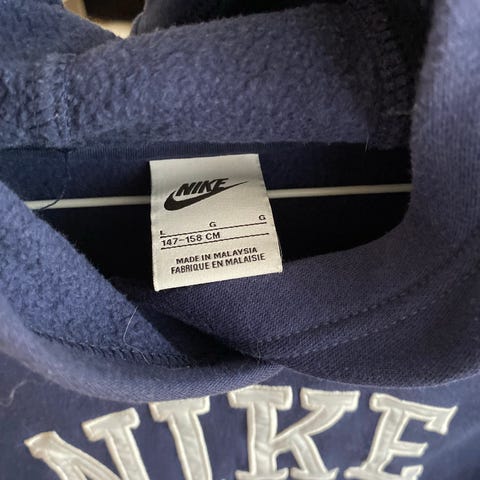 NIKE
L G G
147-158 CM
MADE IN MALAYSIA
FABRIQUE EN MALAISIE
NIKE